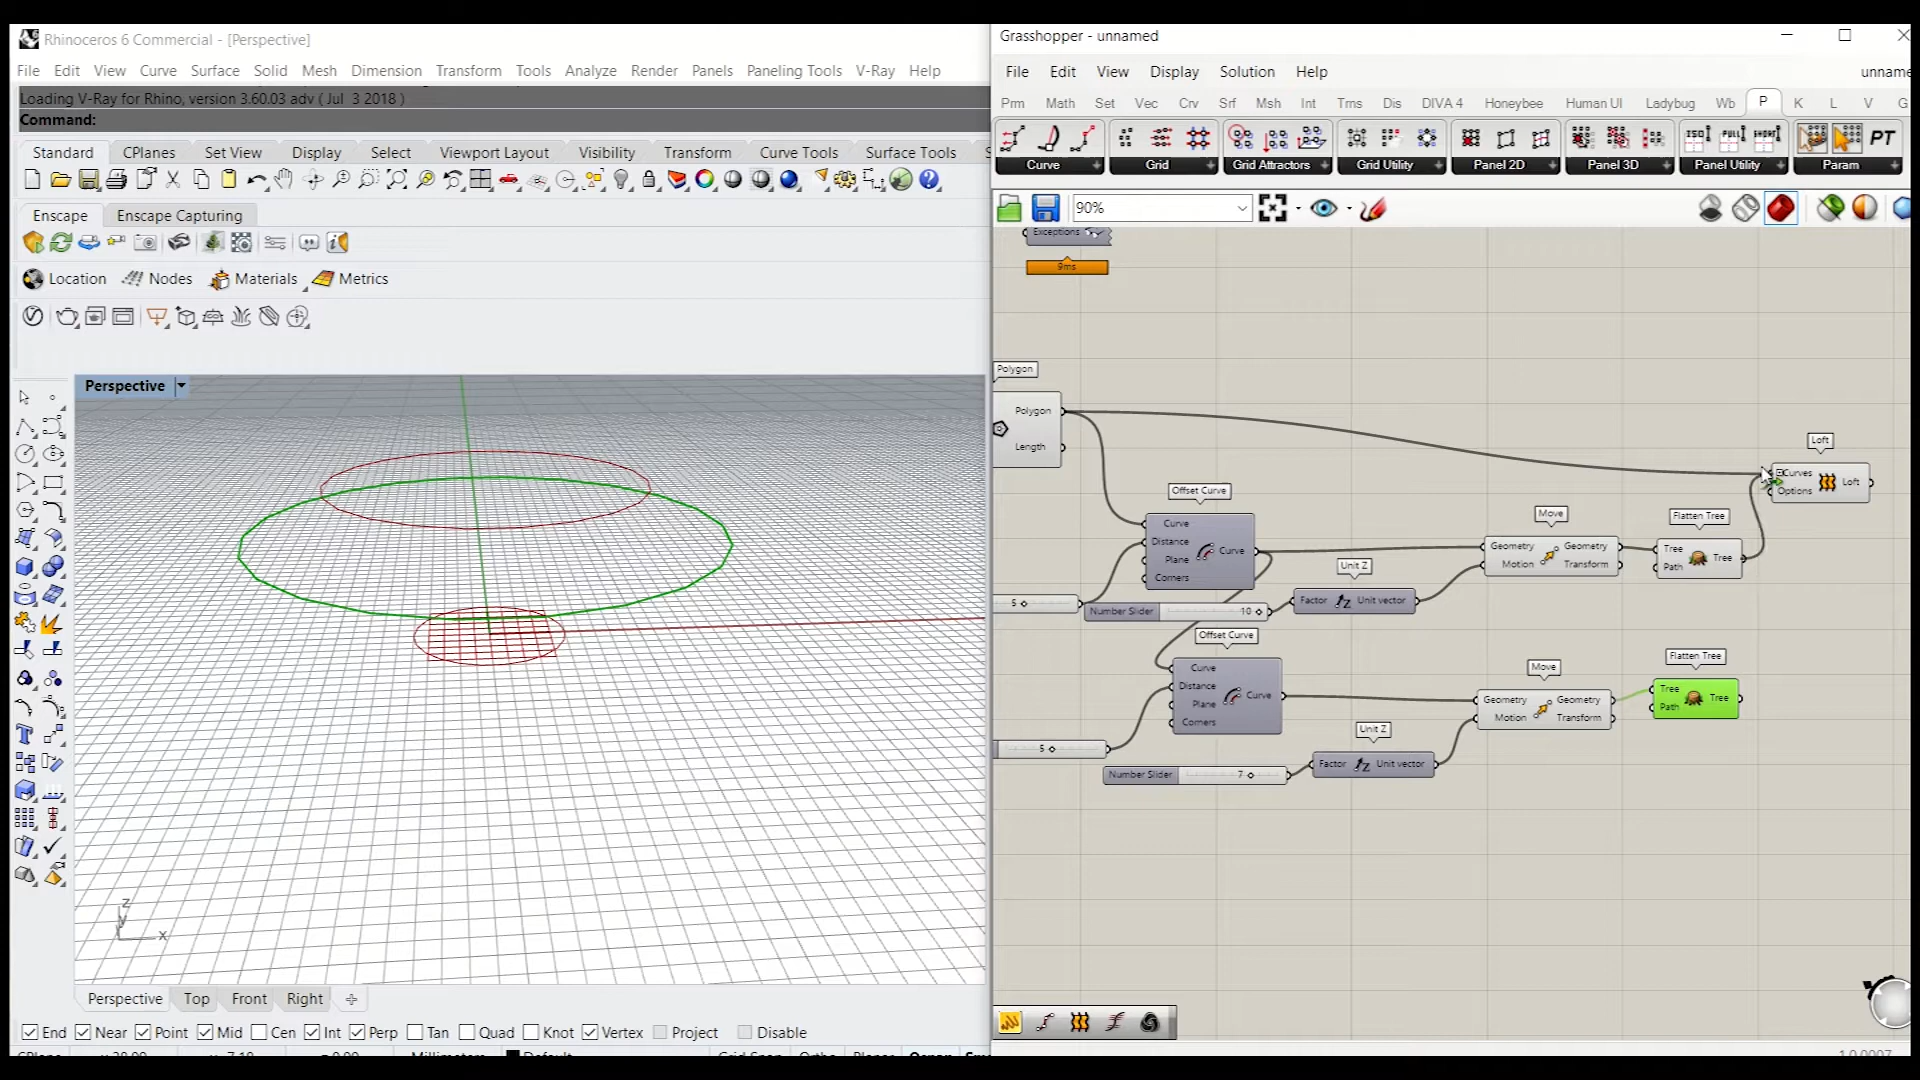 Rhinoceros 6 Commercial - [Perspective]
File Edit View Curve Surface Solid Mesh Dimension Transform Tools Analyze Render Panels Paneling Tools V-Ray Help
Loading V-Ray for Rhino, version 3.60.03 adv ( Jul 3 2018 )
Command:
Standard CPlanes Set View Display Select Viewport Layout Visibility Transform Curve Tools Surface Tools
Enscape Enscape Capturing
Location Nodes Materials Metrics
Perspective
z
y
x
Perspective Top Front Right
End Near Point Mid Cen Int Perp Tan Quad Knot Vertex Project Disable
Grasshopper - unnamed
File Edit View Display Solution Help
Prm Math Set Vec Crv Srf Msh Int Trns Dis DIVA 4 Honeybee Human UI Ladybug Wb P K L V G
Curve Grid Grid Attractors Grid Utility Panel 2D Panel 3D Panel Utility Param
PT
90%
Exceptions
9ms
Polygon
Polygon
Length
Loft
Curves
Options
Loft
Offset Curve
Curve
Distance
Plane
Corners
Curve
5
Number Slider 10
Unit Z
Factor Unit vector
Move
Geometry
Motion
Geometry
Transform
Flatten Tree
Tree
Path
Tree
Offset Curve
Curve
Distance
Plane
Corners
Curve
5
Number Slider 7
Unit Z
Factor Unit vector
Move
Geometry
Motion
Geometry
Transform
Flatten Tree
Tree
Path
Tree